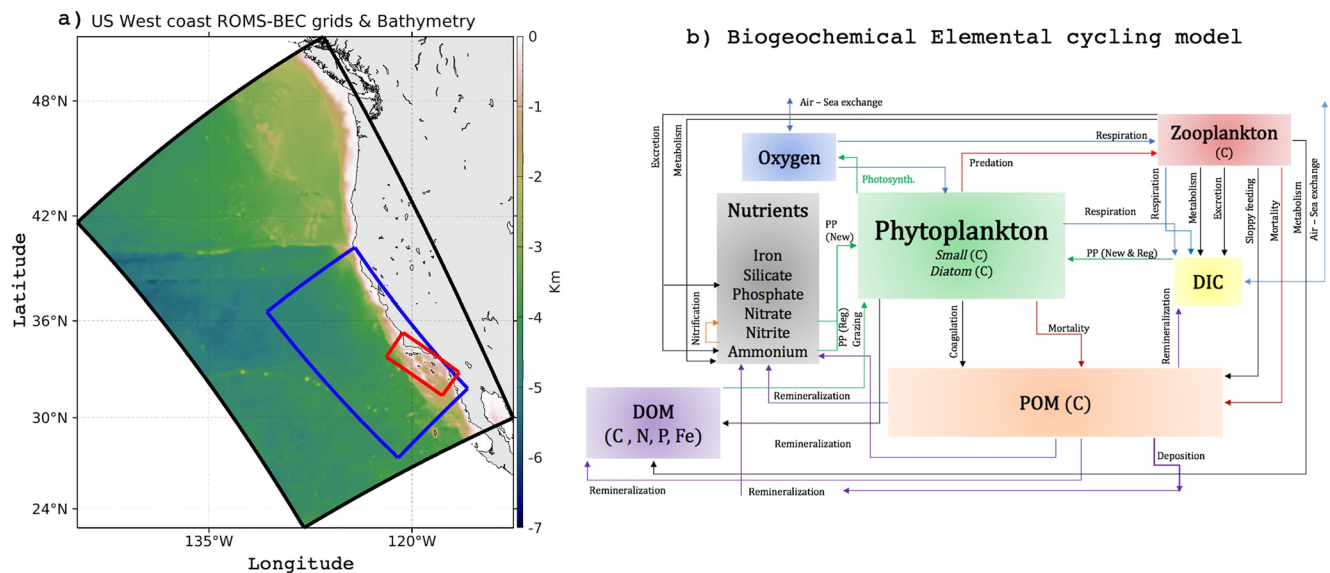 a) US West coast ROMS-BEC grids & Bathymetry
48°N
42°N
36°N
30°N
24°N
Latitude
135°W
120°W
Longitude
0
-1
-2
-3
-4
-5
-6
-7
Km
b) Biogeochemical Elemental cycling model
Air – Sea exchange
Excretion
Metabolism
Oxygen
Respiration
Zooplankton
(C)
Predation
Photosynth.
Nutrients
Iron
Silicate
Phosphate
Nitrate
Nitrite
Ammonium
Nitrification
PP
(New)
PP (Reg)
Grazing
Phytoplankton
Small (C)
Diatom (C)
Respiration
PP (New & Reg)
Respiration
Metabolism
Excretion
Sloppy feeding
Mortality
Metabolism
Air – Sea exchange
DIC
Coagulation
Mortality
Remineralization
DOM
(C , N, P, Fe)
Remineralization
POM (C)
Remineralization
Deposition
Remineralization
Remineralization